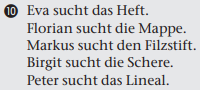 ❿ Eva sucht das Heft.
Florian sucht die Mappe.
Markus sucht den Filzstift.
Birgit sucht die Schere.
Peter sucht das Lineal.